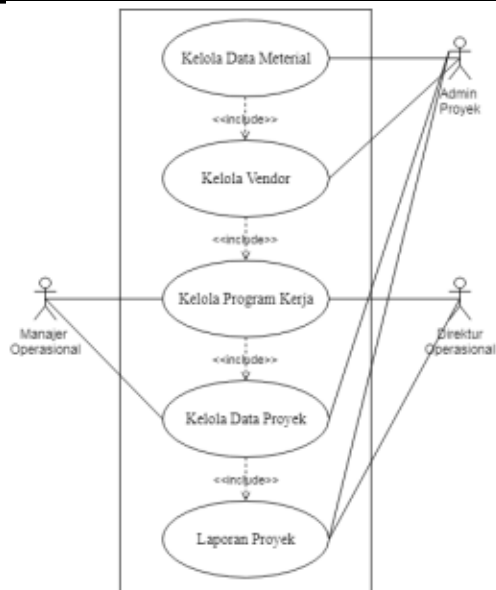 Kelola Data Meterial
Admin
Proyek
<<include>>
Kelola Vendor
<<include>>
Kelola Program Kerja
Manajer
Operasional
Direktur
Operasional
<<include>>
Kelola Data Proyek
<<include>>
Laporan Proyek